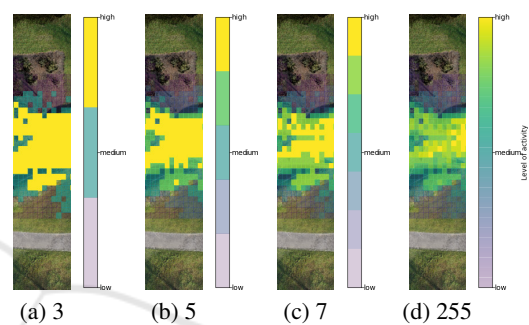 high
medium
low
high
medium
low
high
medium
low
high
medium
low
Level of activity
(a) 3
(b) 5
(c) 7
(d) 255